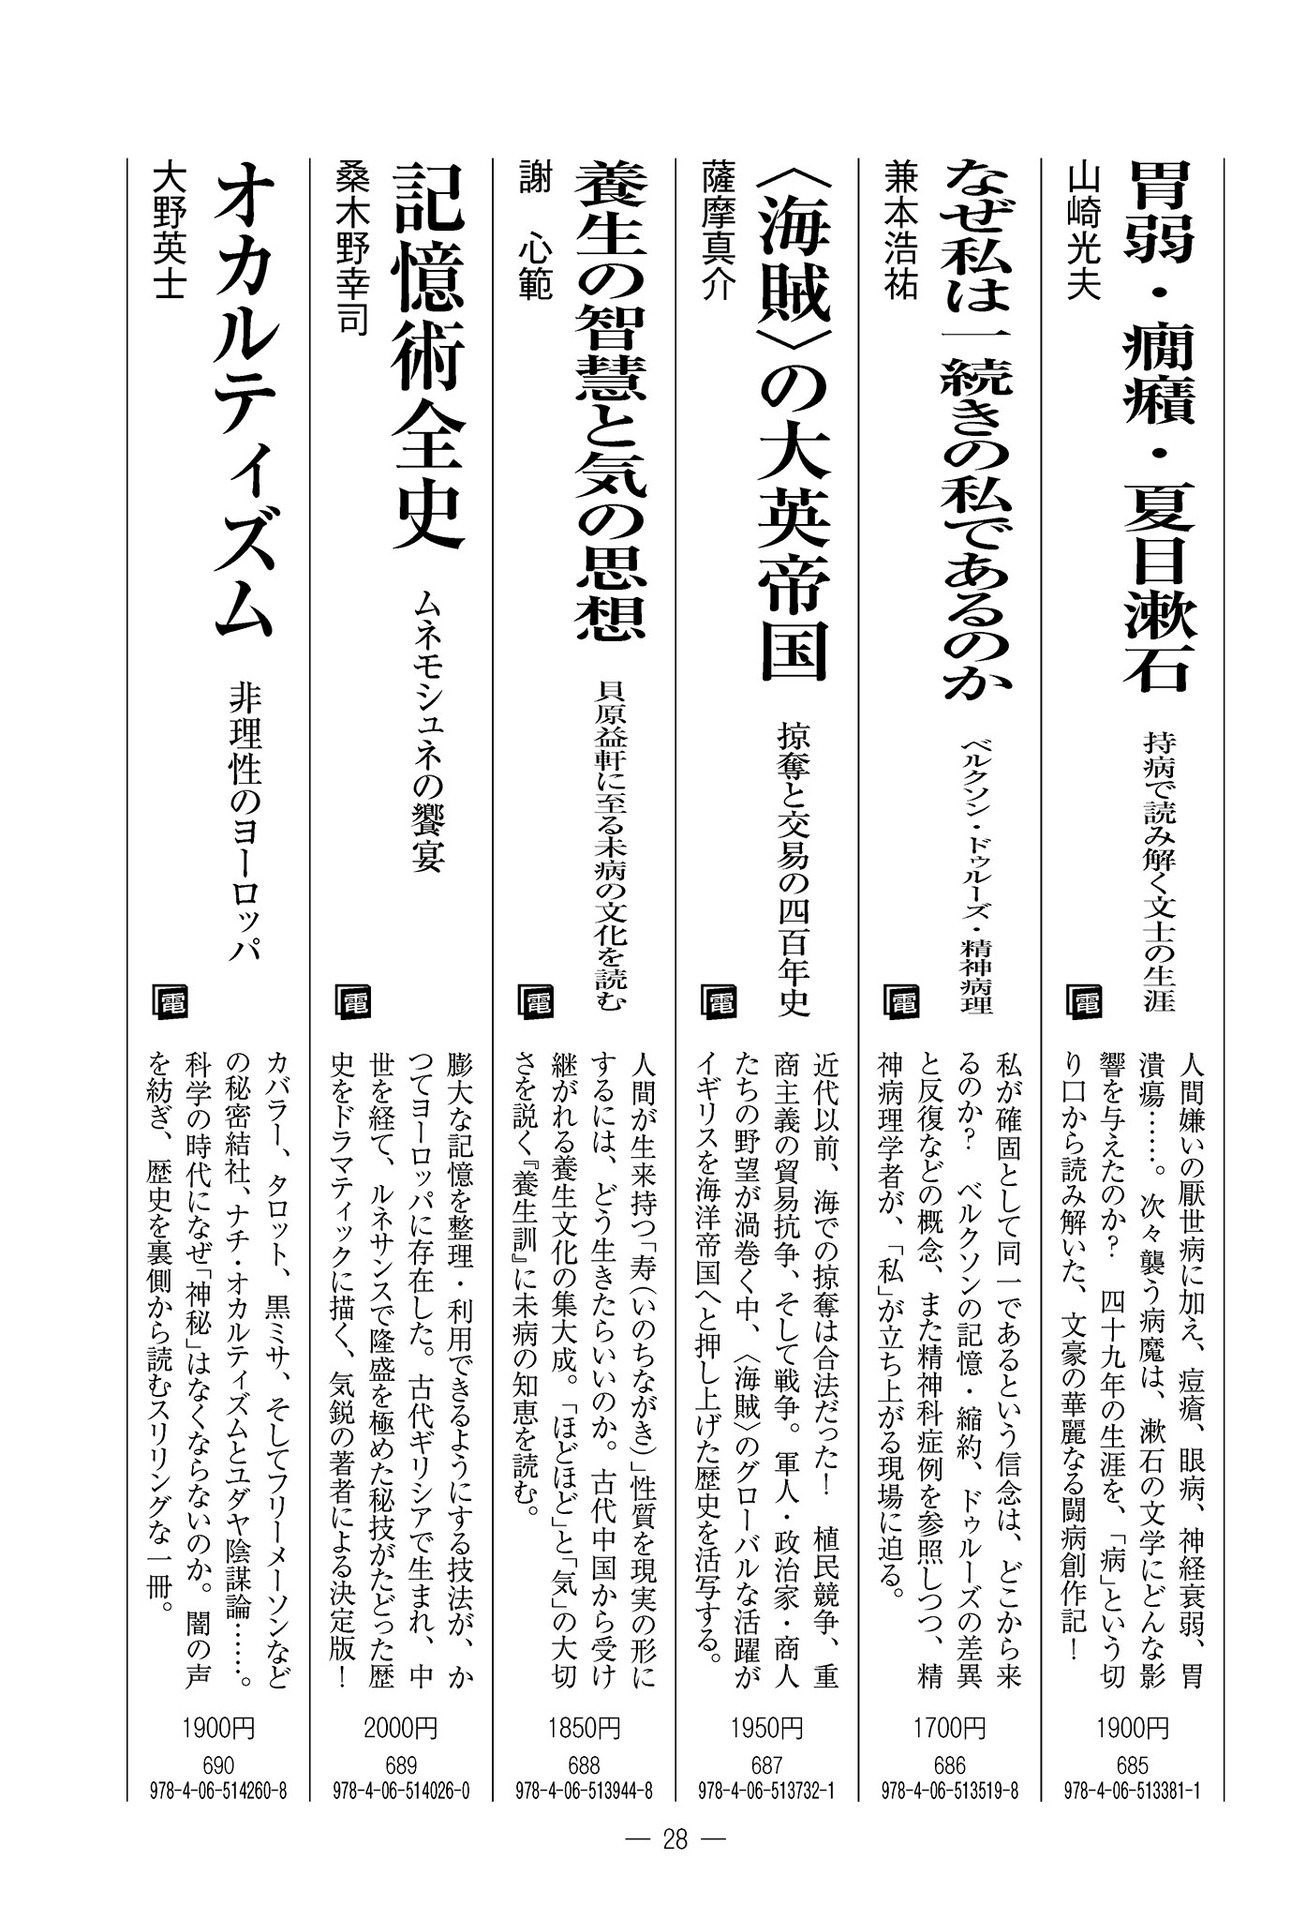 胃弱・癇癪・夏目漱石
持病で読み解く文士の生涯
山崎光夫
電
人間嫌いの厭世病に加え、痘瘡、眼病、神経衰弱、胃
潰瘍……。次々襲う病魔は、漱石の文学にどんな影
響を与えたのか？　四十九年の生涯を、「病」という切
り口から読み解いた、文豪の華麗なる闘病創作記！
1900円
685
978-4-06-513381-1
なぜ私は一続きの私であるのか
ベルクソン・ドゥルーズ・精神病理
兼本浩祐
電
私が確固として同一であるという信念は、どこから来
るのか？　ベルクソンの記憶・縮約、ドゥルーズの差異
と反復などの概念、また精神科症例を参照しつつ、精
神病理学者が、「私」が立ち上がる現場に迫る。
1700円
686
978-4-06-513519-8
〈海賊〉の大英帝国
掠奪と交易の四百年史
薩摩真介
電
近代以前、海での掠奪は合法だった！　植民競争、重
商主義の貿易抗争、そして戦争。軍人・政治家・商人
たちの野望が渦巻く中、〈海賊〉のグローバルな活躍が
イギリスを海洋帝国へと押し上げた歴史を活写する。
1950円
687
978-4-06-513732-1
養生の智慧と気の思想
貝原益軒に至る未病の文化を読む
謝　心範
電
人間が生来持つ「寿（いのちながき）」性質を現実の形に
するには、どう生きたらいいのか。古代中国から受け
継がれる養生文化の集大成。「ほどほど」と「気」の大切
さを説く『養生訓』に未病の知恵を読む。
1850円
688
978-4-06-513944-8
記憶術全史
ムネモシュネの饗宴
桑木野幸司
電
膨大な記憶を整理・利用できるようにする技法が、か
つてヨーロッパに存在した。古代ギリシアで生まれ、中
世を経て、ルネサンスで隆盛を極めた秘技がたどった歴
史をドラマティックに描く、気鋭の著者による決定版！
2000円
689
978-4-06-514026-0
オカルティズム
非理性のヨーロッパ
大野英士
電
カバラー、タロット、黒ミサ、そしてフリーメーソンなど
の秘密結社、ナチ・オカルティズムとユダヤ陰謀論……。
科学の時代になぜ「神秘」はなくならないのか。闇の声
を紡ぎ、歴史を裏側から読むスリリングな一冊。
1900円
690
978-4-06-514260-8
— 28 —